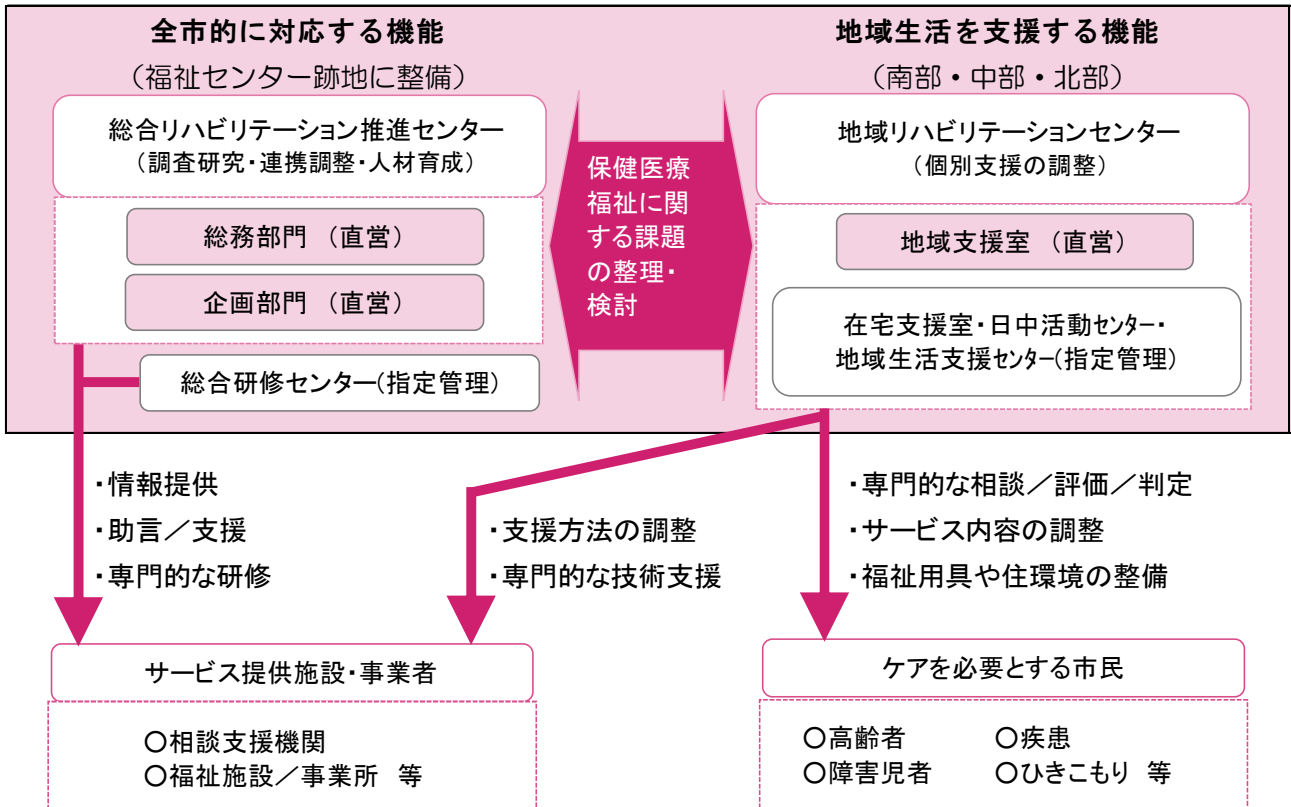 全市的に対応する機能
（福祉センター跡地に整備）
総合リハビリテーション推進センター
（調査研究・連携調整・人材育成）
総務部門　（直営）
企画部門　（直営）
総合研修センター(指定管理)
保健医療
福祉に関
する課題
の整理・
検討
地域生活を支援する機能
（南部・中部・北部）
地域リハビリテーションセンター
（個別支援の調整）
地域支援室　（直営）
在宅支援室・日中活動センター・
地域生活支援センター(指定管理)
・情報提供
・助言／支援
・専門的な研修
・支援方法の調整
・専門的な技術支援
・専門的な相談／評価／判定
・サービス内容の調整
・福祉用具や住環境の整備
サービス提供施設・事業者
○相談支援機関
○福祉施設／事業所　等
ケアを必要とする市民
○高齢者　○疾患
○障害児者　○ひきこもり　等